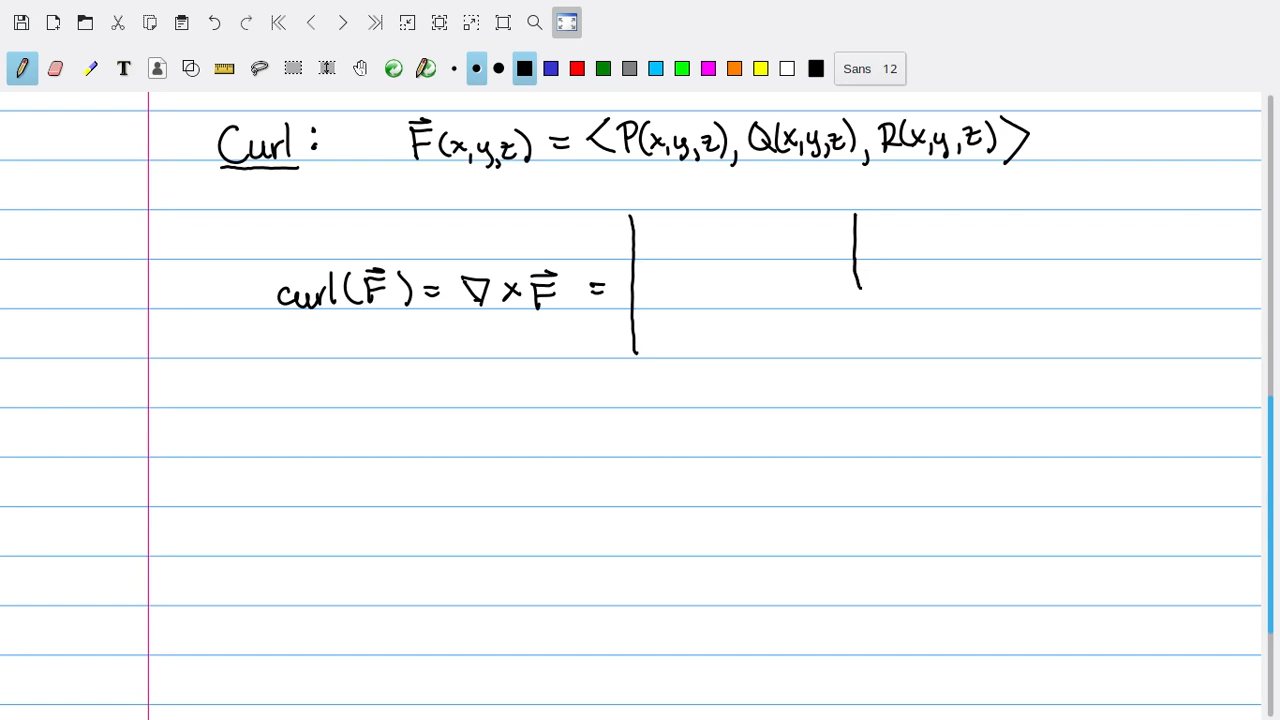 Sans 12
Curl: F⃗(x,y,z) = <P(x,y,z), Q(x,y,z), R(x,y,z)>
curl(F⃗) = ∇ × F⃗ = | |